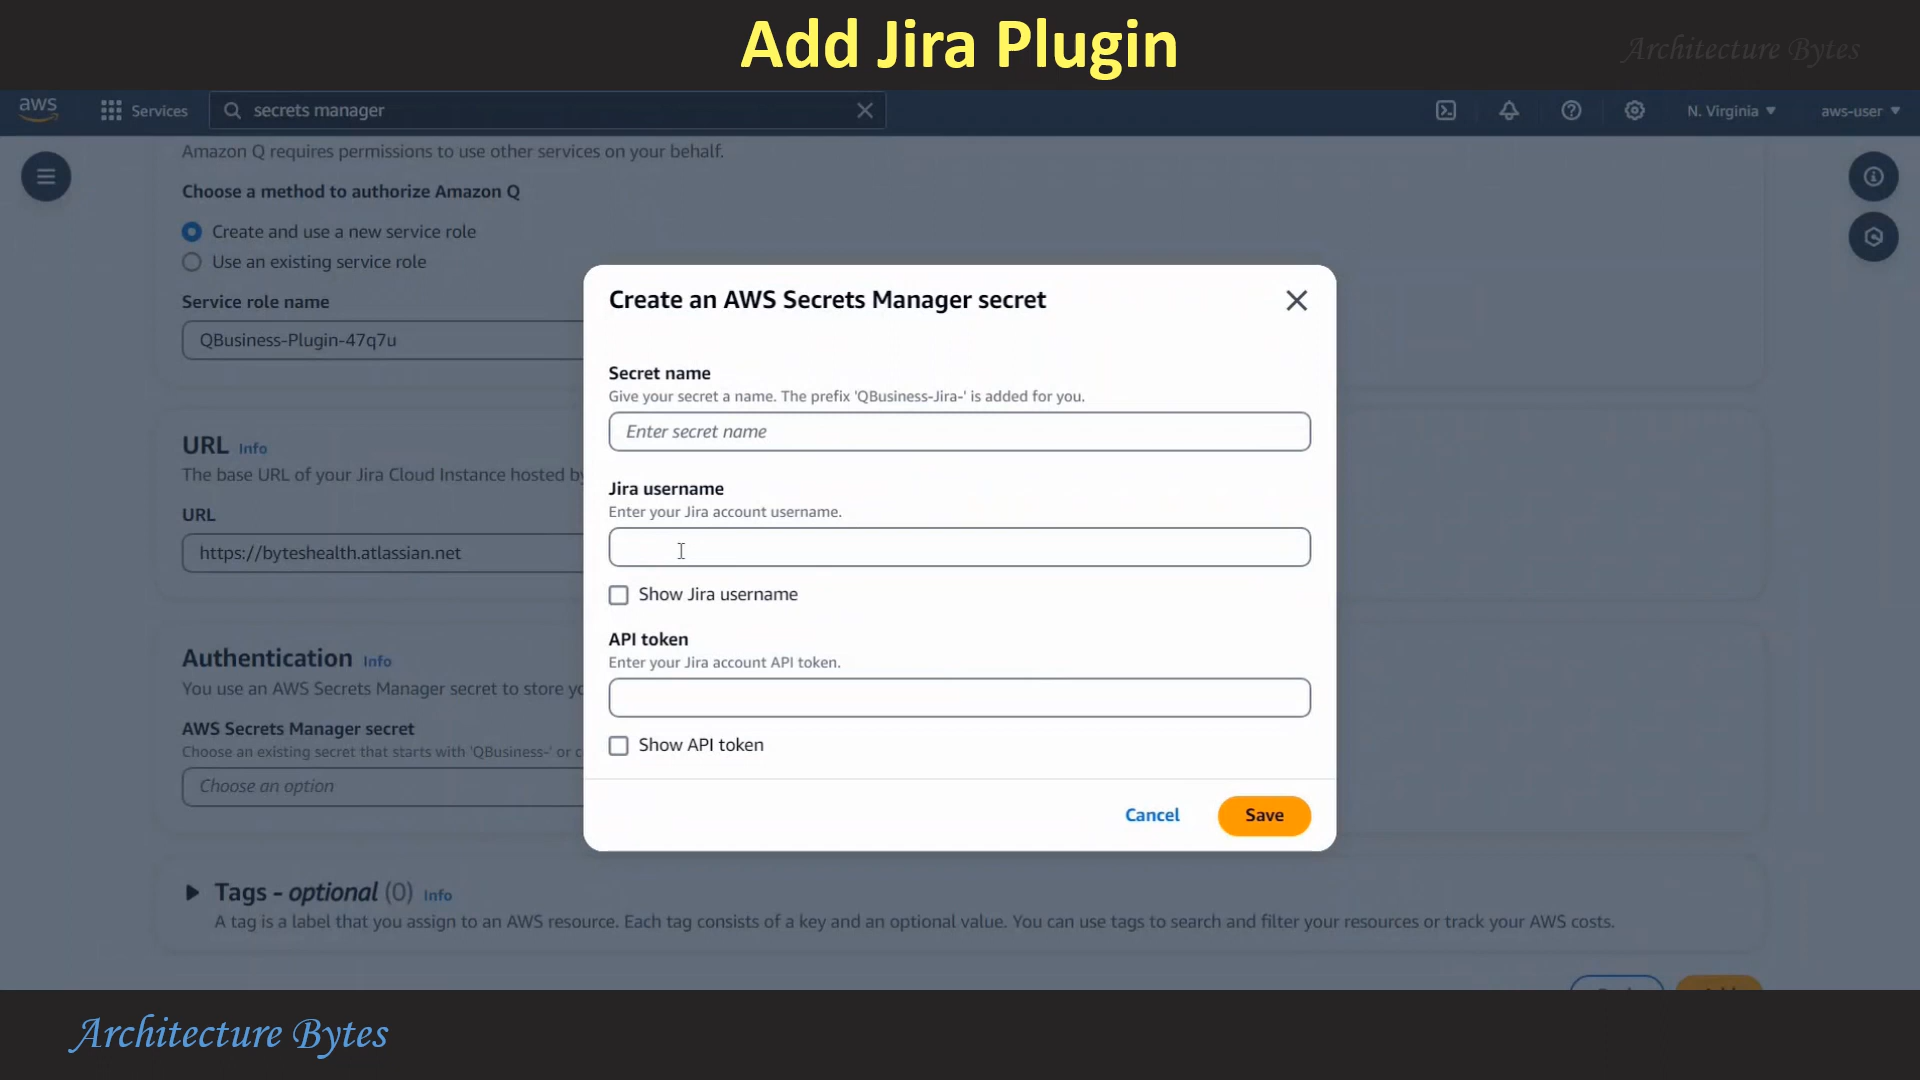 Add Jira Plugin
Architecture Bytes
aws
Services
secrets manager
N. Virginia
aws-user
Amazon Q requires permissions to use other services on your behalf.
Choose a method to authorize Amazon Q
Create and use a new service role
Use an existing service role
Service role name
QBusiness-Plugin-47q7u
URL Info
The base URL of your Jira Cloud Instance hosted by
URL
https://byteshealth.atlassian.net
Authentication Info
You use an AWS Secrets Manager secret to store yo
AWS Secrets Manager secret
Choose an existing secret that starts with 'QBusiness-' or c
Choose an option
Create an AWS Secrets Manager secret
Secret name
Give your secret a name. The prefix 'QBusiness-Jira-' is added for you.
Enter secret name
Jira username
Enter your Jira account username.
Show Jira username
API token
Enter your Jira account API token.
Show API token
Cancel
Save
Tags - optional (0) Info
A tag is a label that you assign to an AWS resource. Each tag consists of a key and an optional value. You can use tags to search and filter your resources or track your AWS costs.
Architecture Bytes